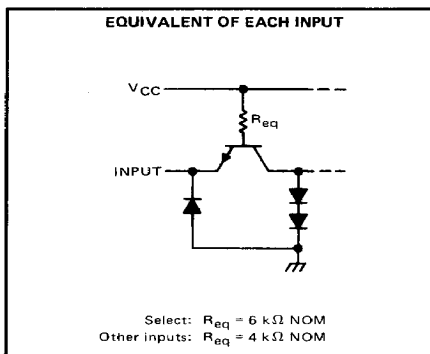 EQUIVALENT OF EACH INPUT
VCC
Req
INPUT
Select: Req = 6 kΩ NOM
Other inputs: Req = 4 kΩ NOM